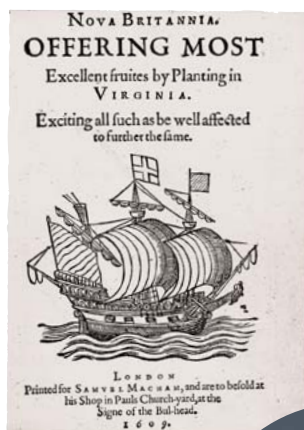 NOVA BRITANNIA.
OFFERING MOST
Excellent fruites by Planting in
VIRGINIA.
Exciting all such as be well affected
to further the same.
LONDON
Printed for SAMVEL MACHAM, and are to be sold at
his Shop in Pauls Church-yard, at the
Signe of the Bul-head.
1609.